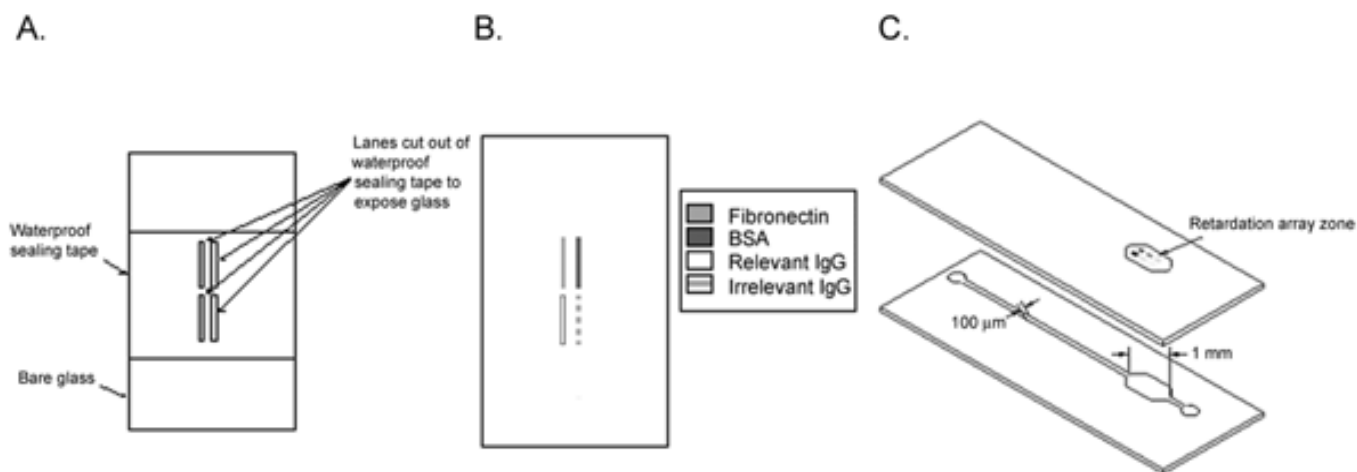 A.
B.
C.
Lanes cut out of
waterproof
sealing tape to
expose glass
Waterproof
sealing tape
Bare glass
Fibronectin
BSA
Relevant IgG
Irrelevant IgG
Retardation array zone
100 µm
1 mm